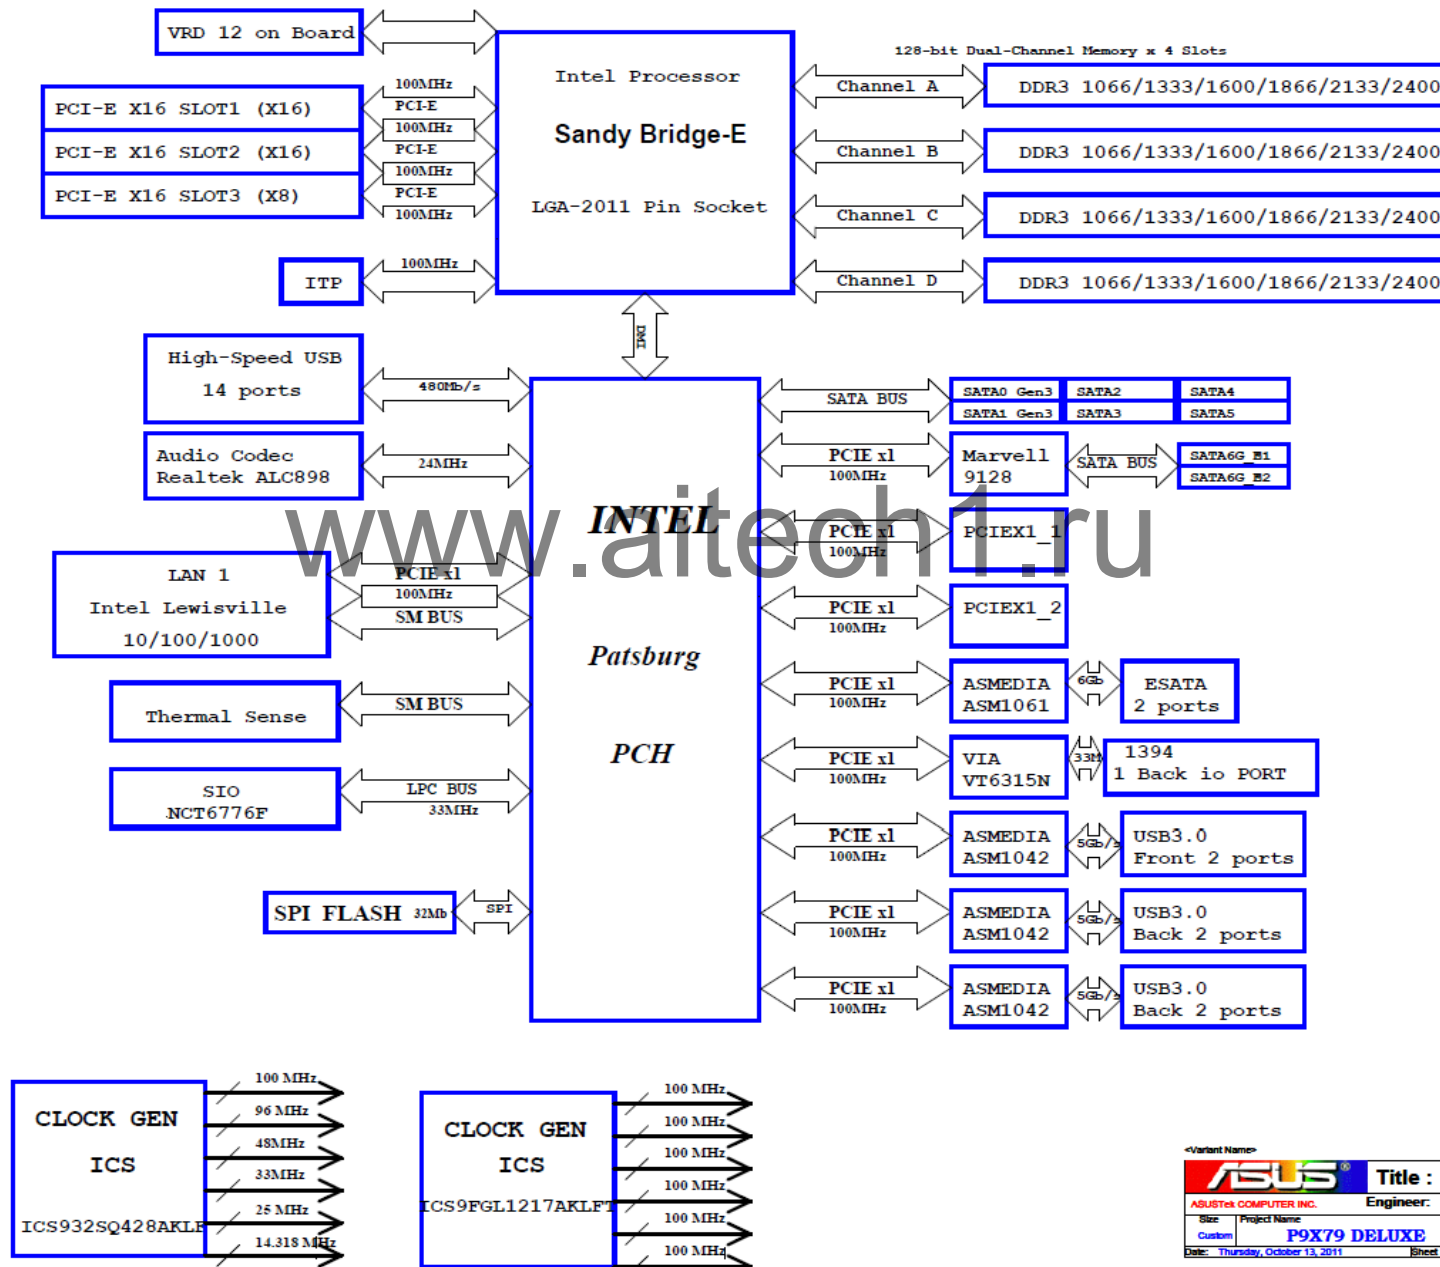 VRD 12 on Board
128-bit Dual-Channel Memory x 4 Slots
Intel Processor
Sandy Bridge-E
LGA-2011 Pin Socket
100MHz
PCI-E X16 SLOT1 (X16)
PCI-E
100MHz
PCI-E X16 SLOT2 (X16)
PCI-E
100MHz
PCI-E X16 SLOT3 (X8)
PCI-E
100MHz
ITP
100MHz
Channel A
DDR3 1066/1333/1600/1866/2133/2400
Channel B
DDR3 1066/1333/1600/1866/2133/2400
Channel C
DDR3 1066/1333/1600/1866/2133/2400
Channel D
DDR3 1066/1333/1600/1866/2133/2400
DMI
High-Speed USB
14 ports
480Mb/s
Audio Codec
Realtek ALC898
24MHz
LAN 1
Intel Lewisville
10/100/1000
PCIE x1
100MHz
SM BUS
Thermal Sense
SM BUS
SIO
NCT6776F
LPC BUS
33MHz
SPI FLASH 32Mb
SPI
INTEL
Patsburg
PCH
SATA BUS
SATA0 Gen3
SATA2
SATA4
SATA1 Gen3
SATA3
SATA5
PCIE x1
100MHz
Marvell
9128
SATA BUS
SATA6G_E1
SATA6G_E2
PCIE x1
100MHz
PCIEX1_1
PCIE x1
100MHz
PCIEX1_2
PCIE x1
100MHz
ASMEDIA
ASM1061
6Gb
ESATA
2 ports
PCIE x1
100MHz
VIA
VT6315N
33M
1394
1 Back io PORT
PCIE x1
100MHz
ASMEDIA
ASM1042
5Gb/s
USB3.0
Front 2 ports
PCIE x1
100MHz
ASMEDIA
ASM1042
5Gb/s
USB3.0
Back 2 ports
PCIE x1
100MHz
ASMEDIA
ASM1042
5Gb/s
USB3.0
Back 2 ports
www.aitech1.ru
CLOCK GEN
ICS
ICS932SQ428AKLF
100 MHz
96 MHz
48MHz
33MHz
25 MHz
14.318 MHz
CLOCK GEN
ICS
ICS9FGL1217AKLFT
100 MHz
100 MHz
100 MHz
100 MHz
100 MHz
100 MHz
<Variant Name>
ASUS®
Title :
ASUSTek COMPUTER INC.
Engineer:
Size
Project Name
Custom
P9X79 DELUXE
Date: Thursday, October 13, 2011
Sheet